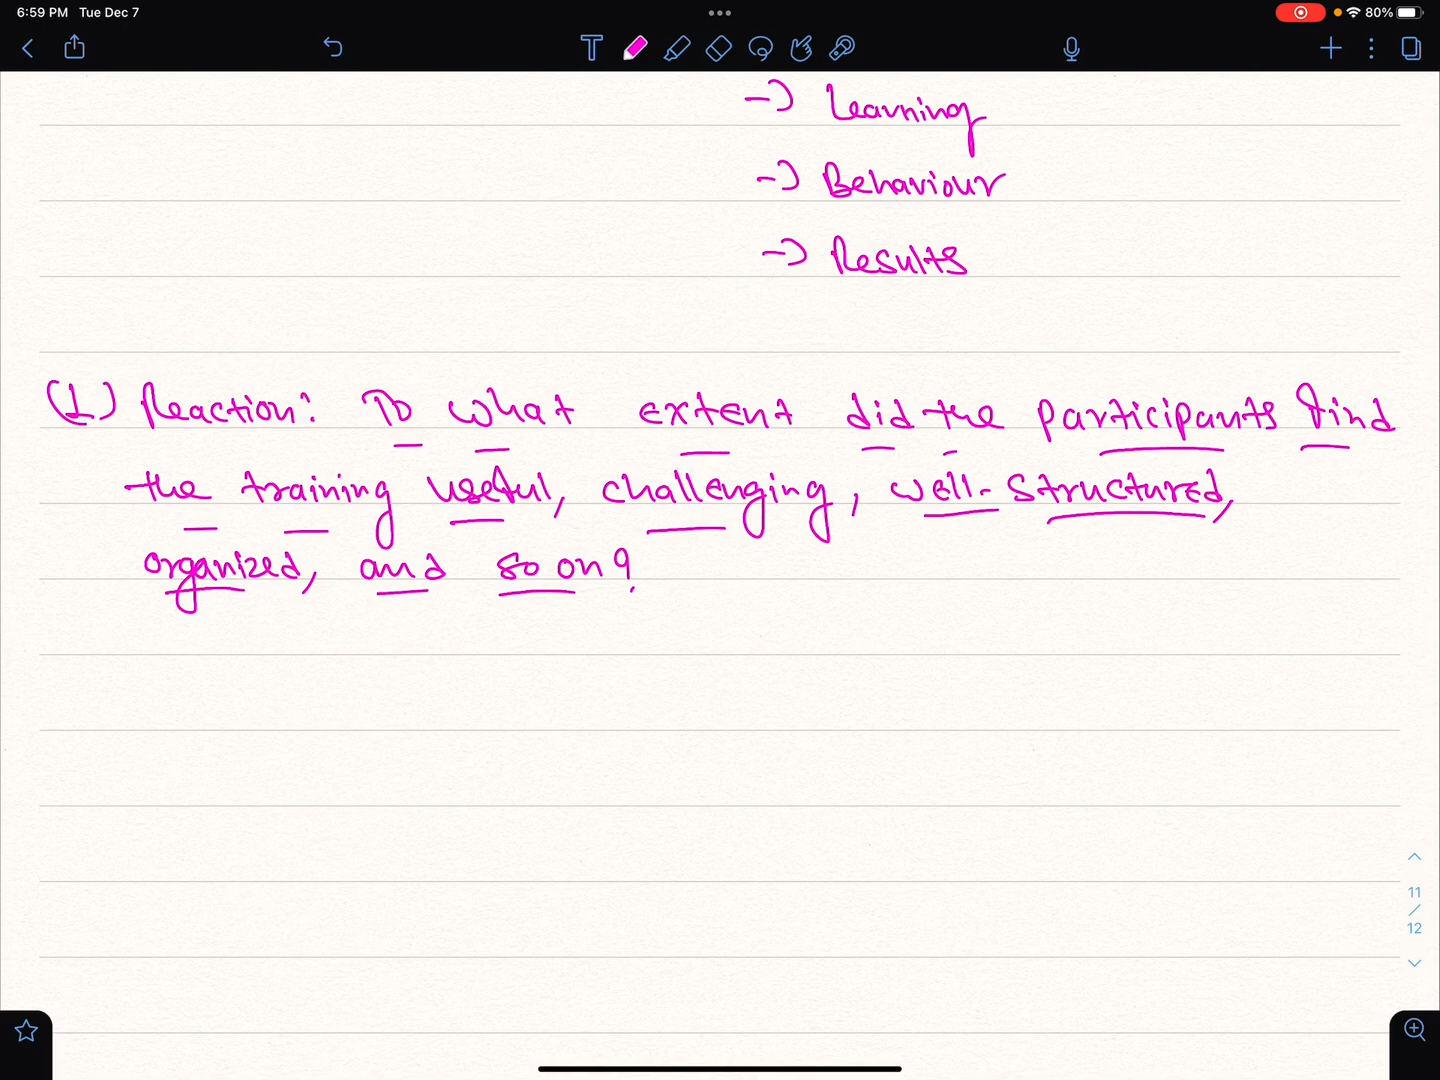 6:59 PM Tue Dec 7
80%
T
-> Learning
-> Behaviour
-> Results
(1) Reaction: To what extent did the participants find
the training useful, challenging, well-structured,
organized, and so on?
11
/
12